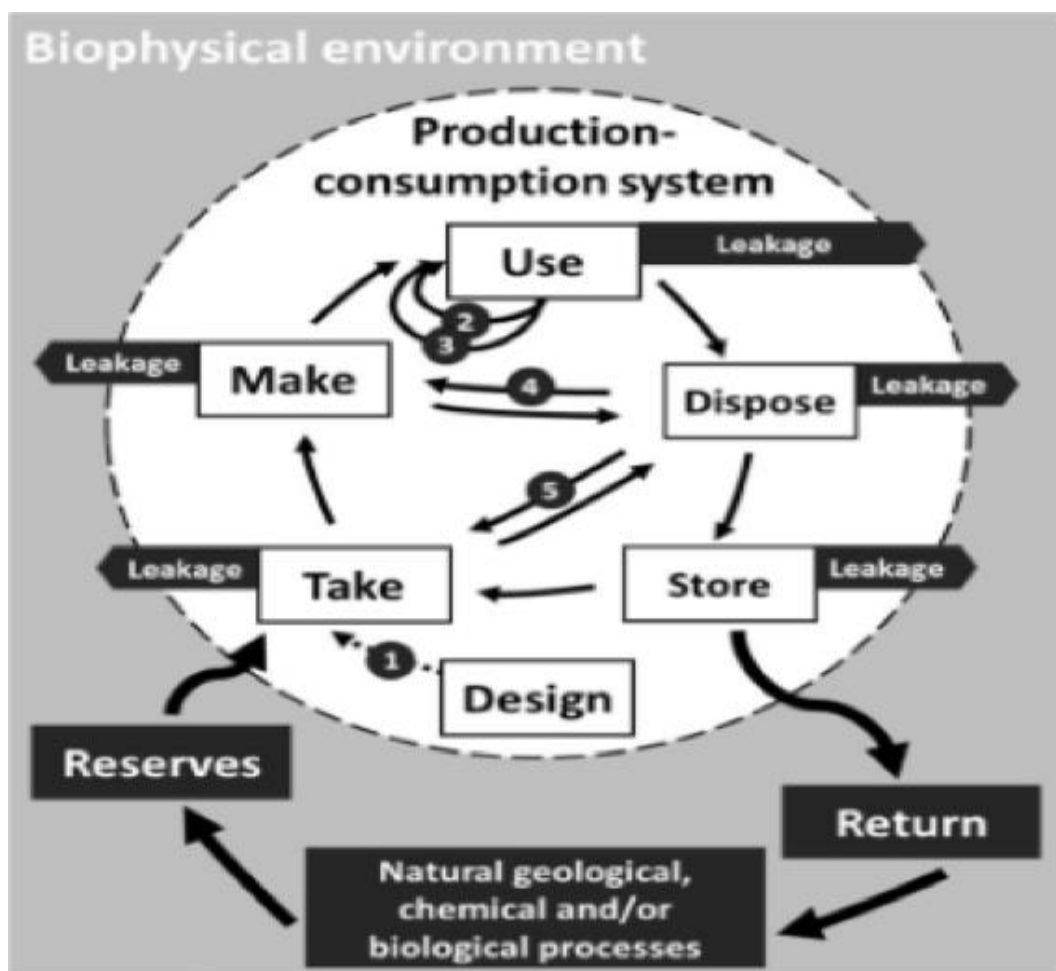 Biophysical environment
Production-
consumption system
Use
Leakage
2
3
Leakage
Make
4
Dispose
Leakage
5
Leakage
Take
Store
Leakage
1
Design
Reserves
Return
Natural geological,
chemical and/or
biological processes